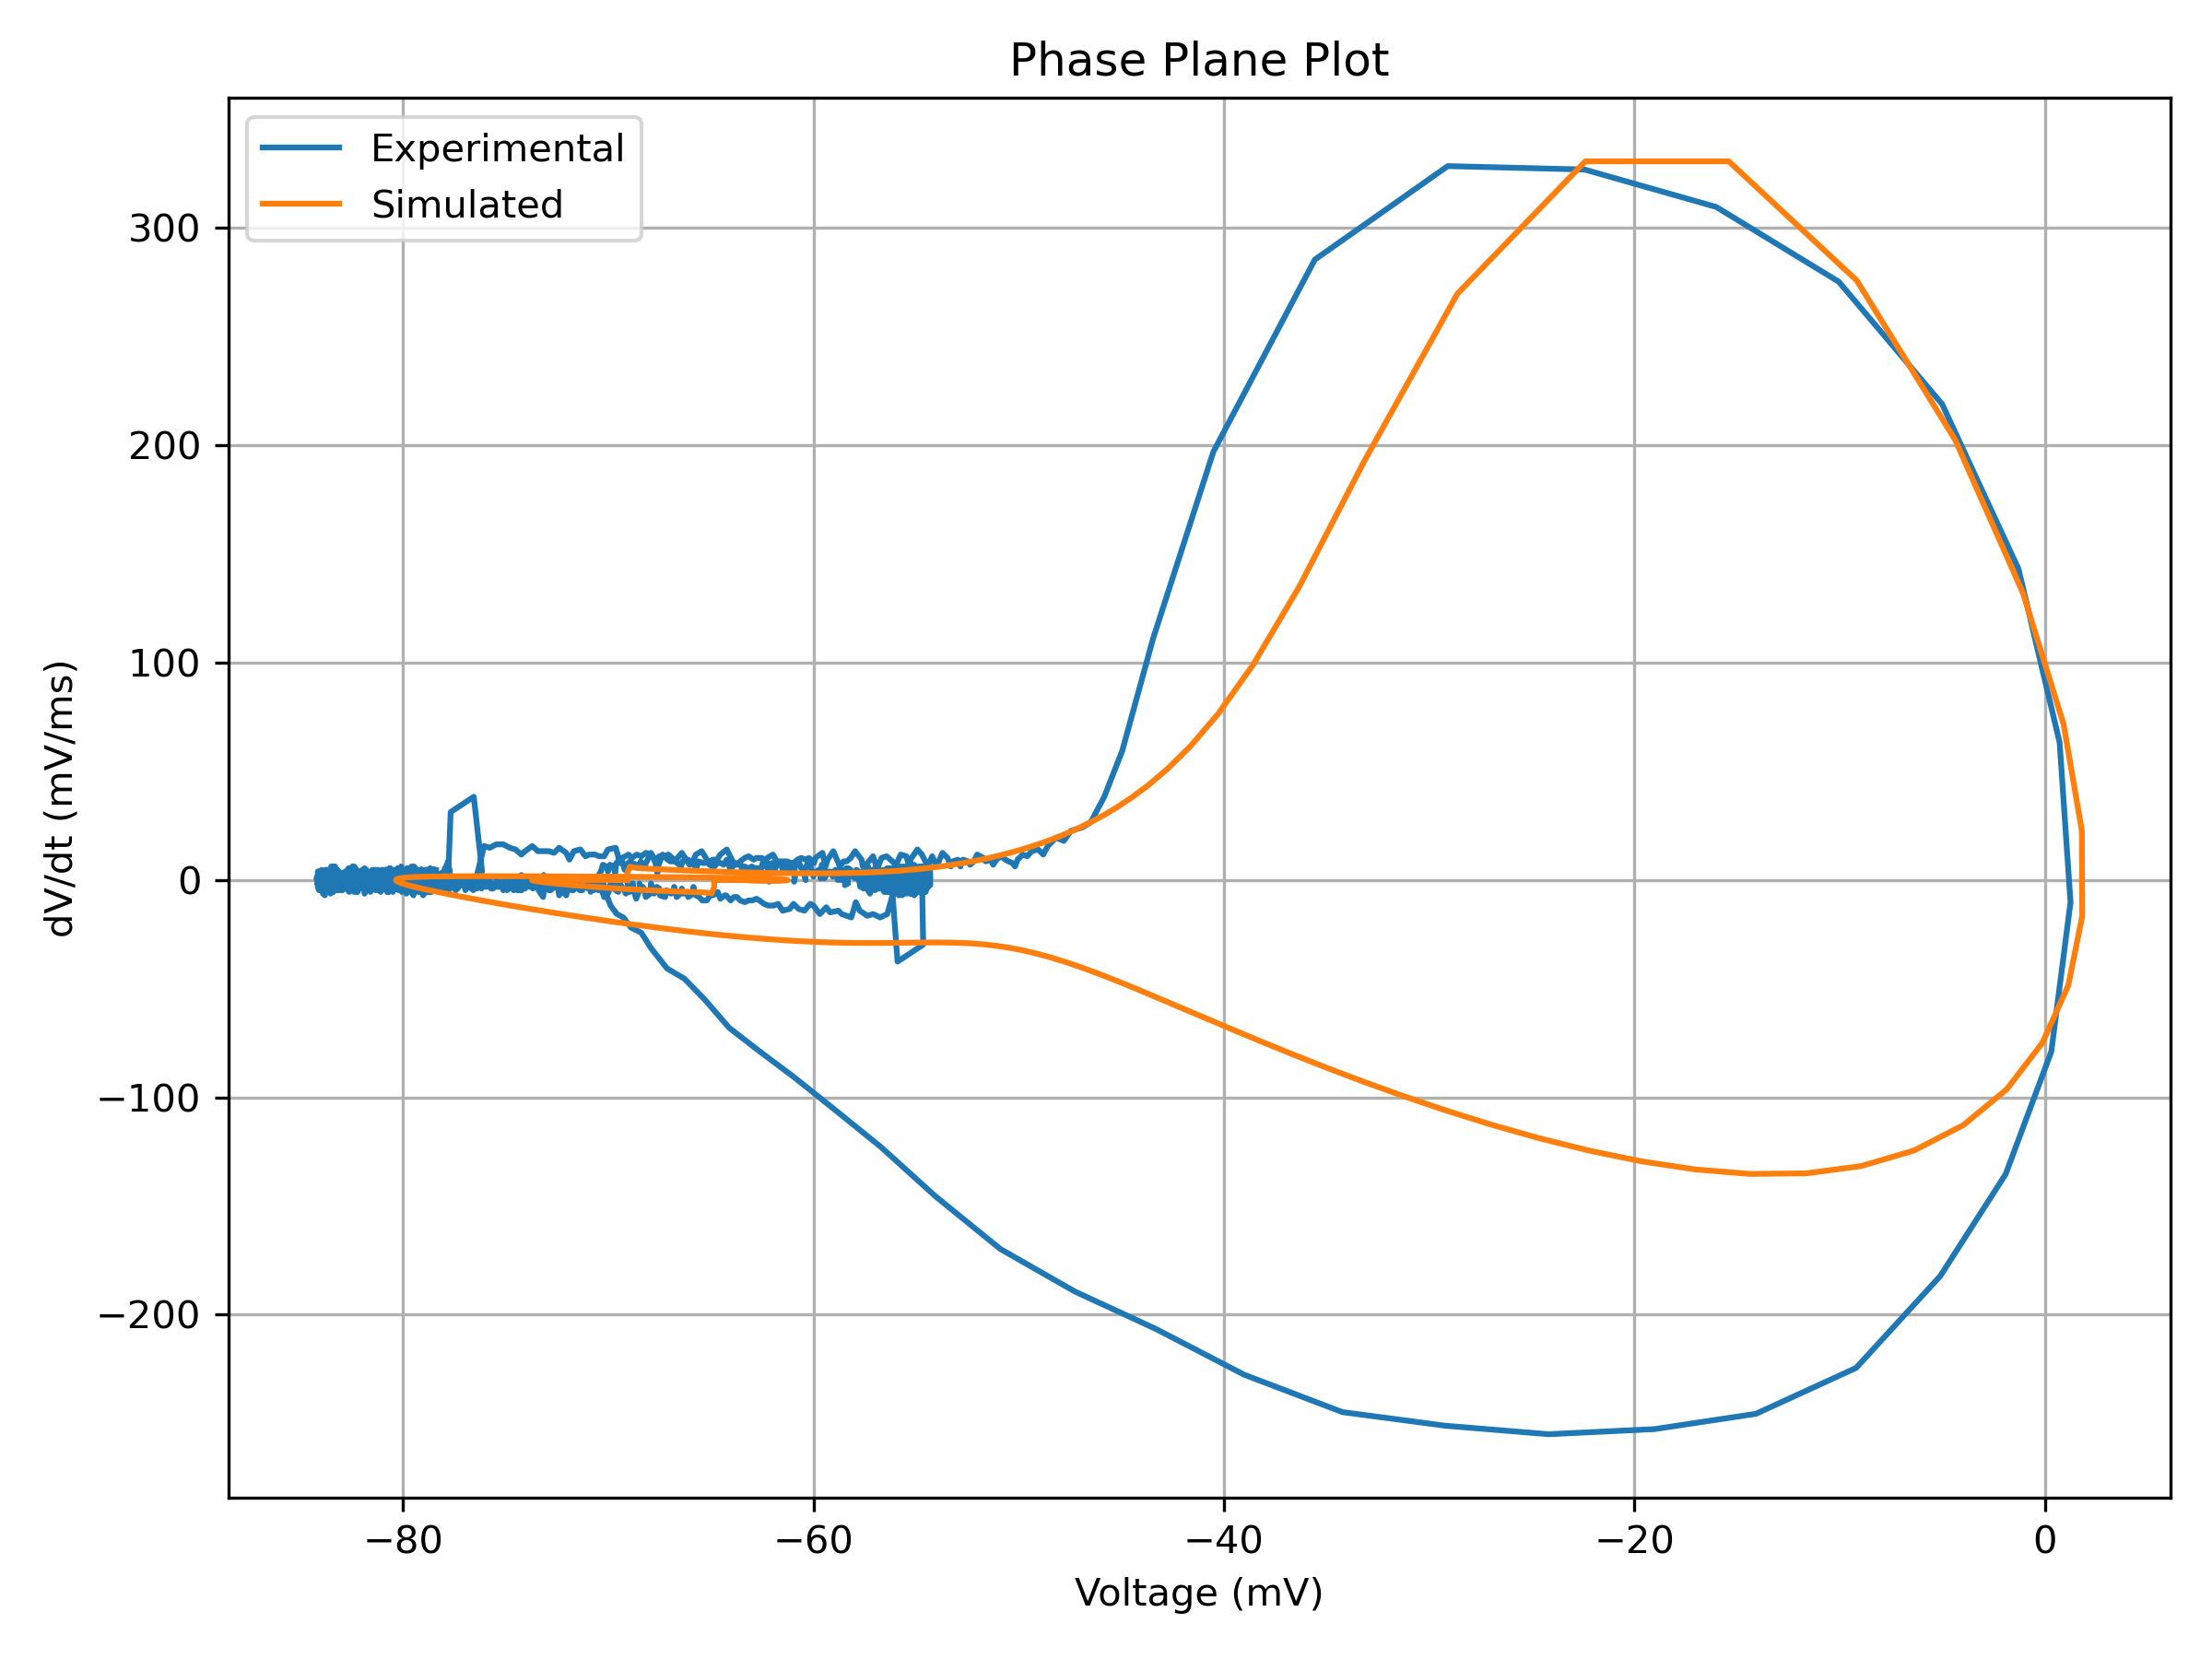 Phase Plane Plot
Experimental
Simulated
300
200
100
0
−100
−200
dV/dt (mV/ms)
−80
−60
−40
−20
0
Voltage (mV)